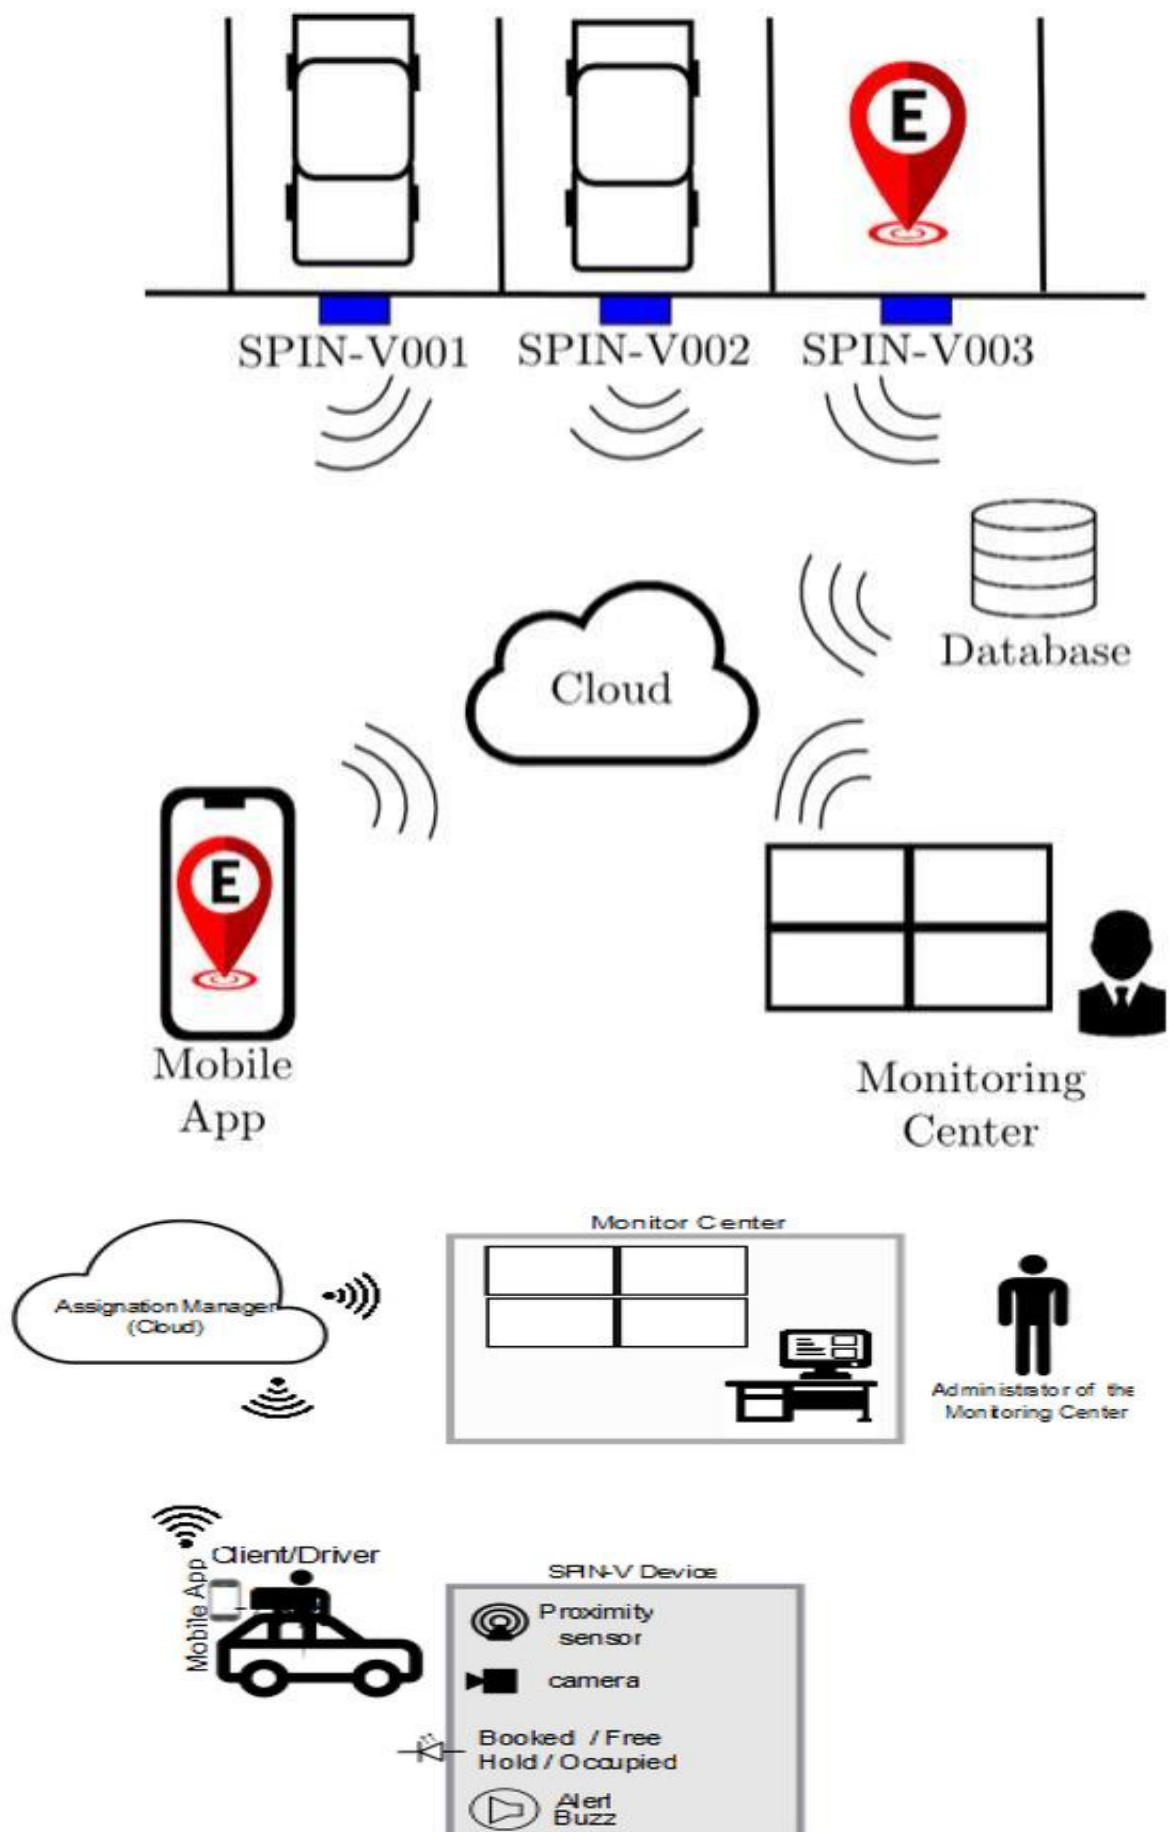 E
SPIN-V001 SPIN-V002 SPIN-V003
Database
Cloud
E
Mobile
App
Monitoring
Center
Monitor Center
Assignation Manager
(Cloud)
Administrator of the
Monitoring Center
Client/Driver
Mobile App
SPIN-V Device
Proximity
sensor
camera
Booked / Free
Hold / Occupied
Alert
Buzz